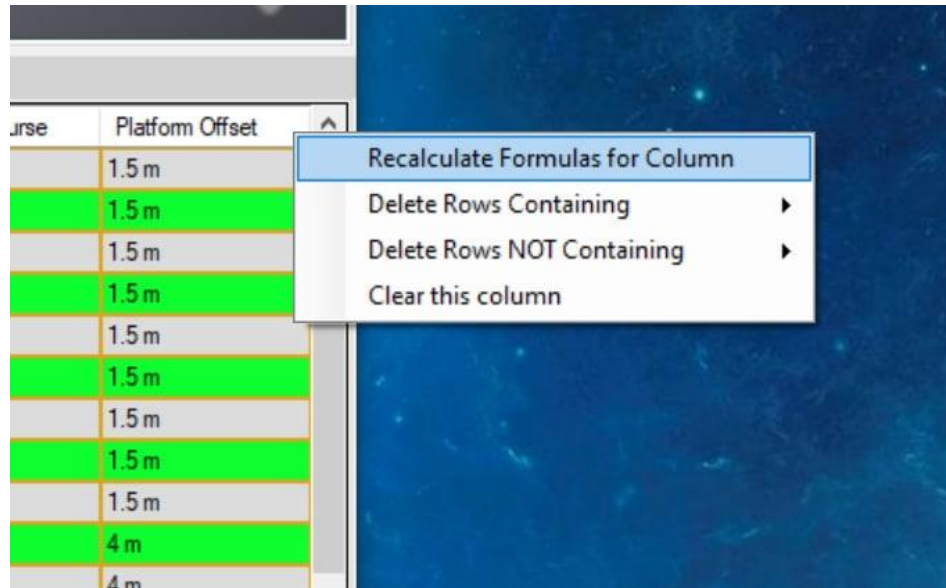 urse Platform Offset
Recalculate Formulas for Column
1.5 m
Delete Rows Containing
1.5 m
Delete Rows NOT Containing
1.5 m
Clear this column
1.5 m
1.5 m
1.5 m
1.5 m
1.5 m
1.5 m
4 m
4 m